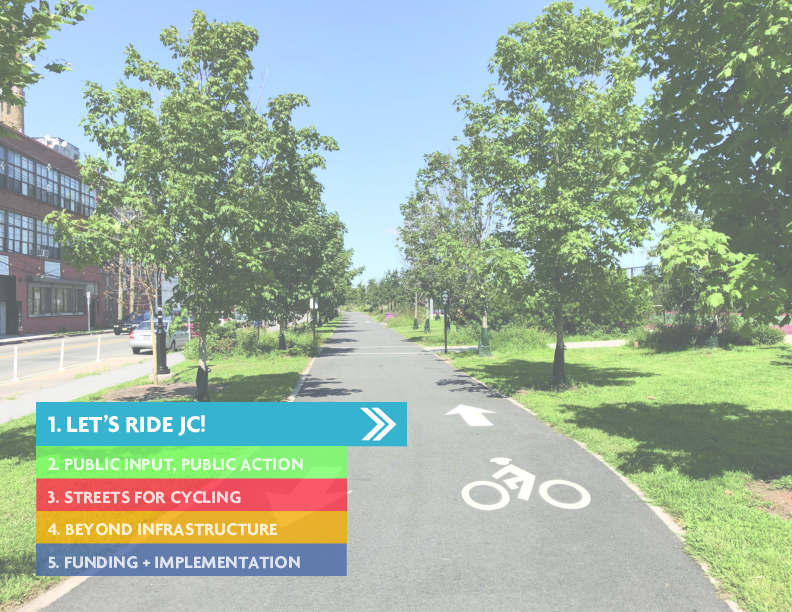 1. LET'S RIDE JC!
2. PUBLIC INPUT, PUBLIC ACTION
3. STREETS FOR CYCLING
4. BEYOND INFRASTRUCTURE
5. FUNDING + IMPLEMENTATION